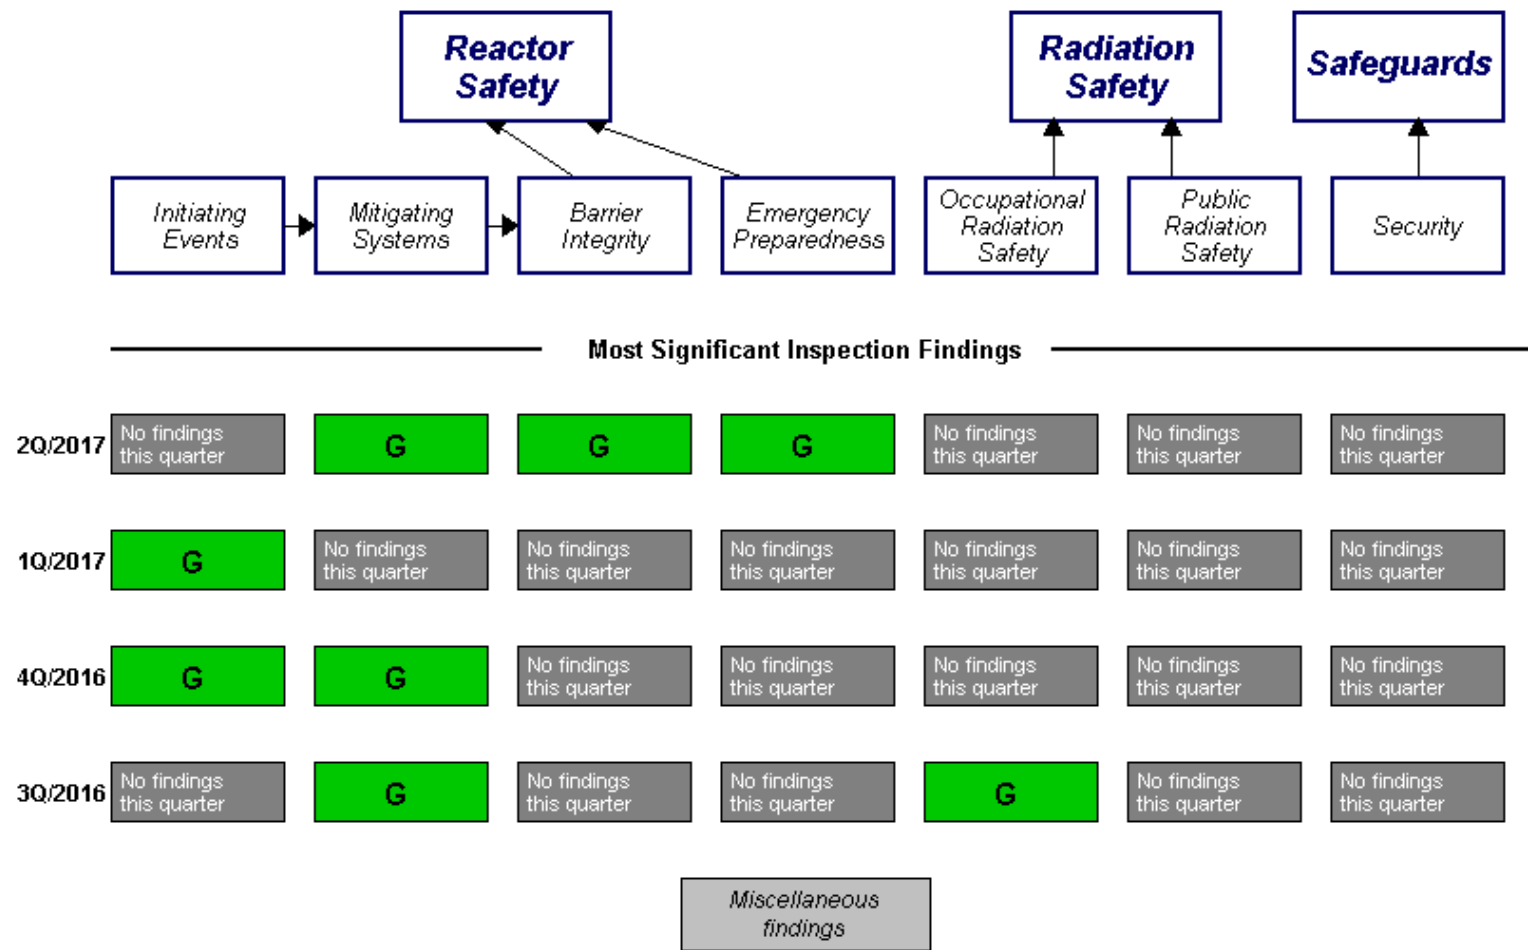 Reactor
Safety
Radiation
Safety
Safeguards
Initiating
Events
Mitigating
Systems
Barrier
Integrity
Emergency
Preparedness
Occupational
Radiation
Safety
Public
Radiation
Safety
Security
Most Significant Inspection Findings
2Q/2017
No findings
this quarter
G
G
G
No findings
this quarter
No findings
this quarter
No findings
this quarter
1Q/2017
G
No findings
this quarter
No findings
this quarter
No findings
this quarter
No findings
this quarter
No findings
this quarter
No findings
this quarter
4Q/2016
G
G
No findings
this quarter
No findings
this quarter
No findings
this quarter
No findings
this quarter
No findings
this quarter
3Q/2016
No findings
this quarter
G
No findings
this quarter
No findings
this quarter
G
No findings
this quarter
No findings
this quarter
Miscellaneous
findings